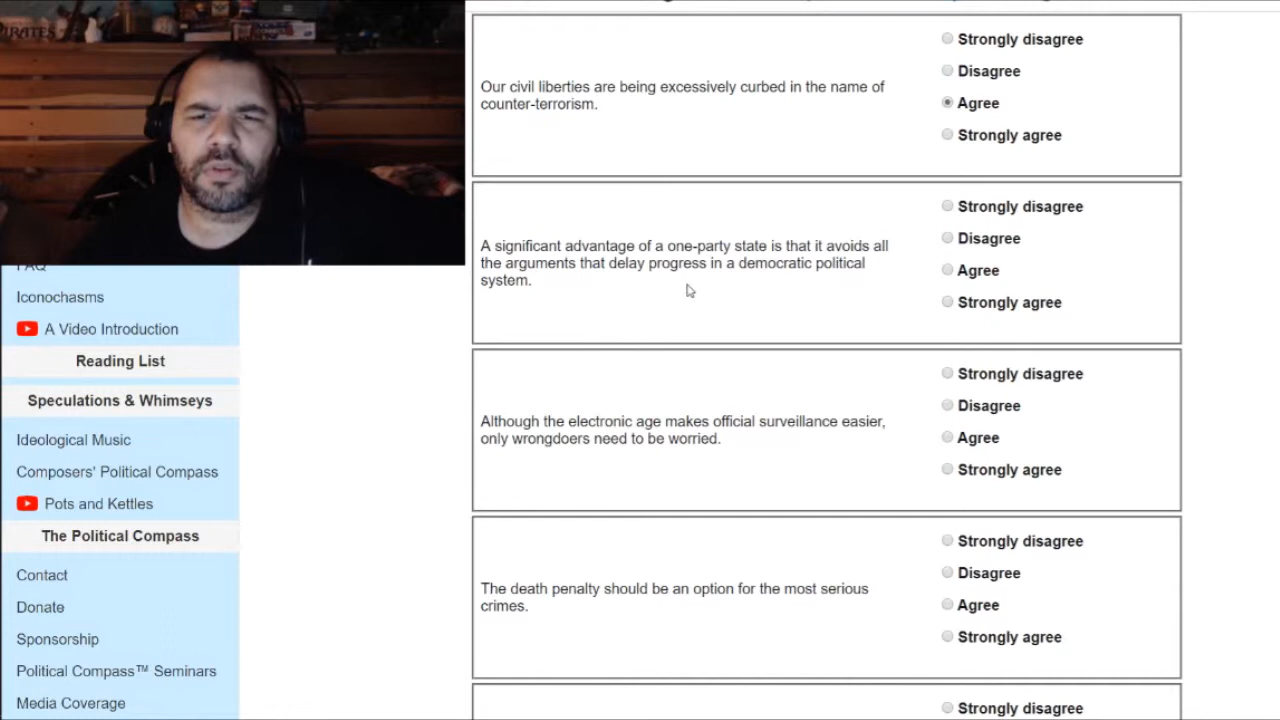 PIRATES
FAQ
Iconochasms
A Video Introduction
Reading List
Speculations & Whimseys
Ideological Music
Composers' Political Compass
Pots and Kettles
The Political Compass
Contact
Donate
Sponsorship
Political Compass™ Seminars
Media Coverage
Our civil liberties are being excessively curbed in the name of
counter-terrorism.
Strongly disagree
Disagree
Agree
Strongly agree
A significant advantage of a one-party state is that it avoids all
the arguments that delay progress in a democratic political
system.
Strongly disagree
Disagree
Agree
Strongly agree
Although the electronic age makes official surveillance easier,
only wrongdoers need to be worried.
Strongly disagree
Disagree
Agree
Strongly agree
The death penalty should be an option for the most serious
crimes.
Strongly disagree
Disagree
Agree
Strongly agree
Strongly disagree